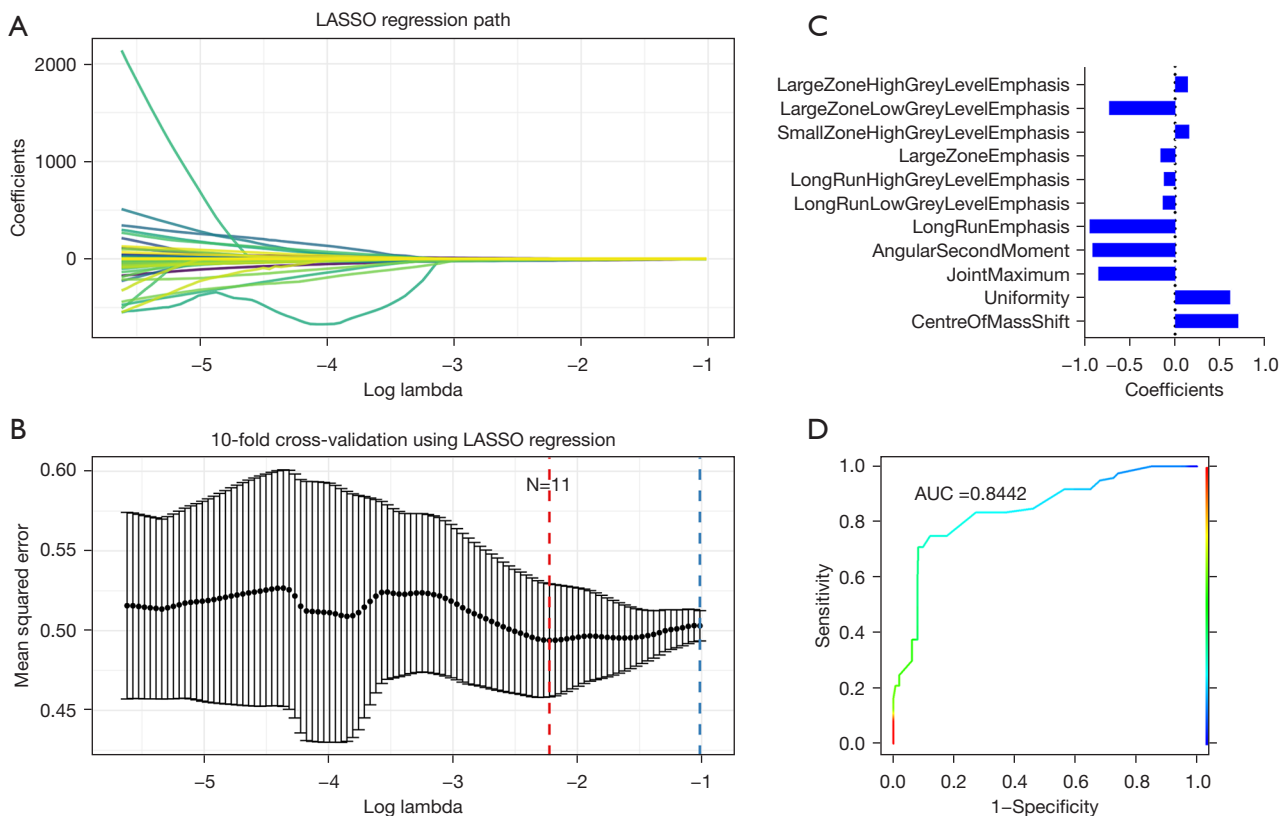 A
LASSO regression path
2000
1000
0
Coefficients
−5
−4
−3
−2
−1
Log lambda
B
10-fold cross-validation using LASSO regression
0.60
0.55
0.50
0.45
Mean squared error
N=11
−5
−4
−3
−2
−1
Log lambda
C
LargeZoneHighGreyLevelEmphasis
LargeZoneLowGreyLevelEmphasis
SmallZoneHighGreyLevelEmphasis
LargeZoneEmphasis
LongRunHighGreyLevelEmphasis
LongRunLowGreyLevelEmphasis
LongRunEmphasis
AngularSecondMoment
JointMaximum
Uniformity
CentreOfMassShift
−1.0 −0.5 0.0 0.5 1.0
Coefficients
D
1.0
0.8
0.6
0.4
0.2
0.0
Sensitivity
AUC =0.8442
0.0 0.2 0.4 0.6 0.8 1.0
1−Specificity